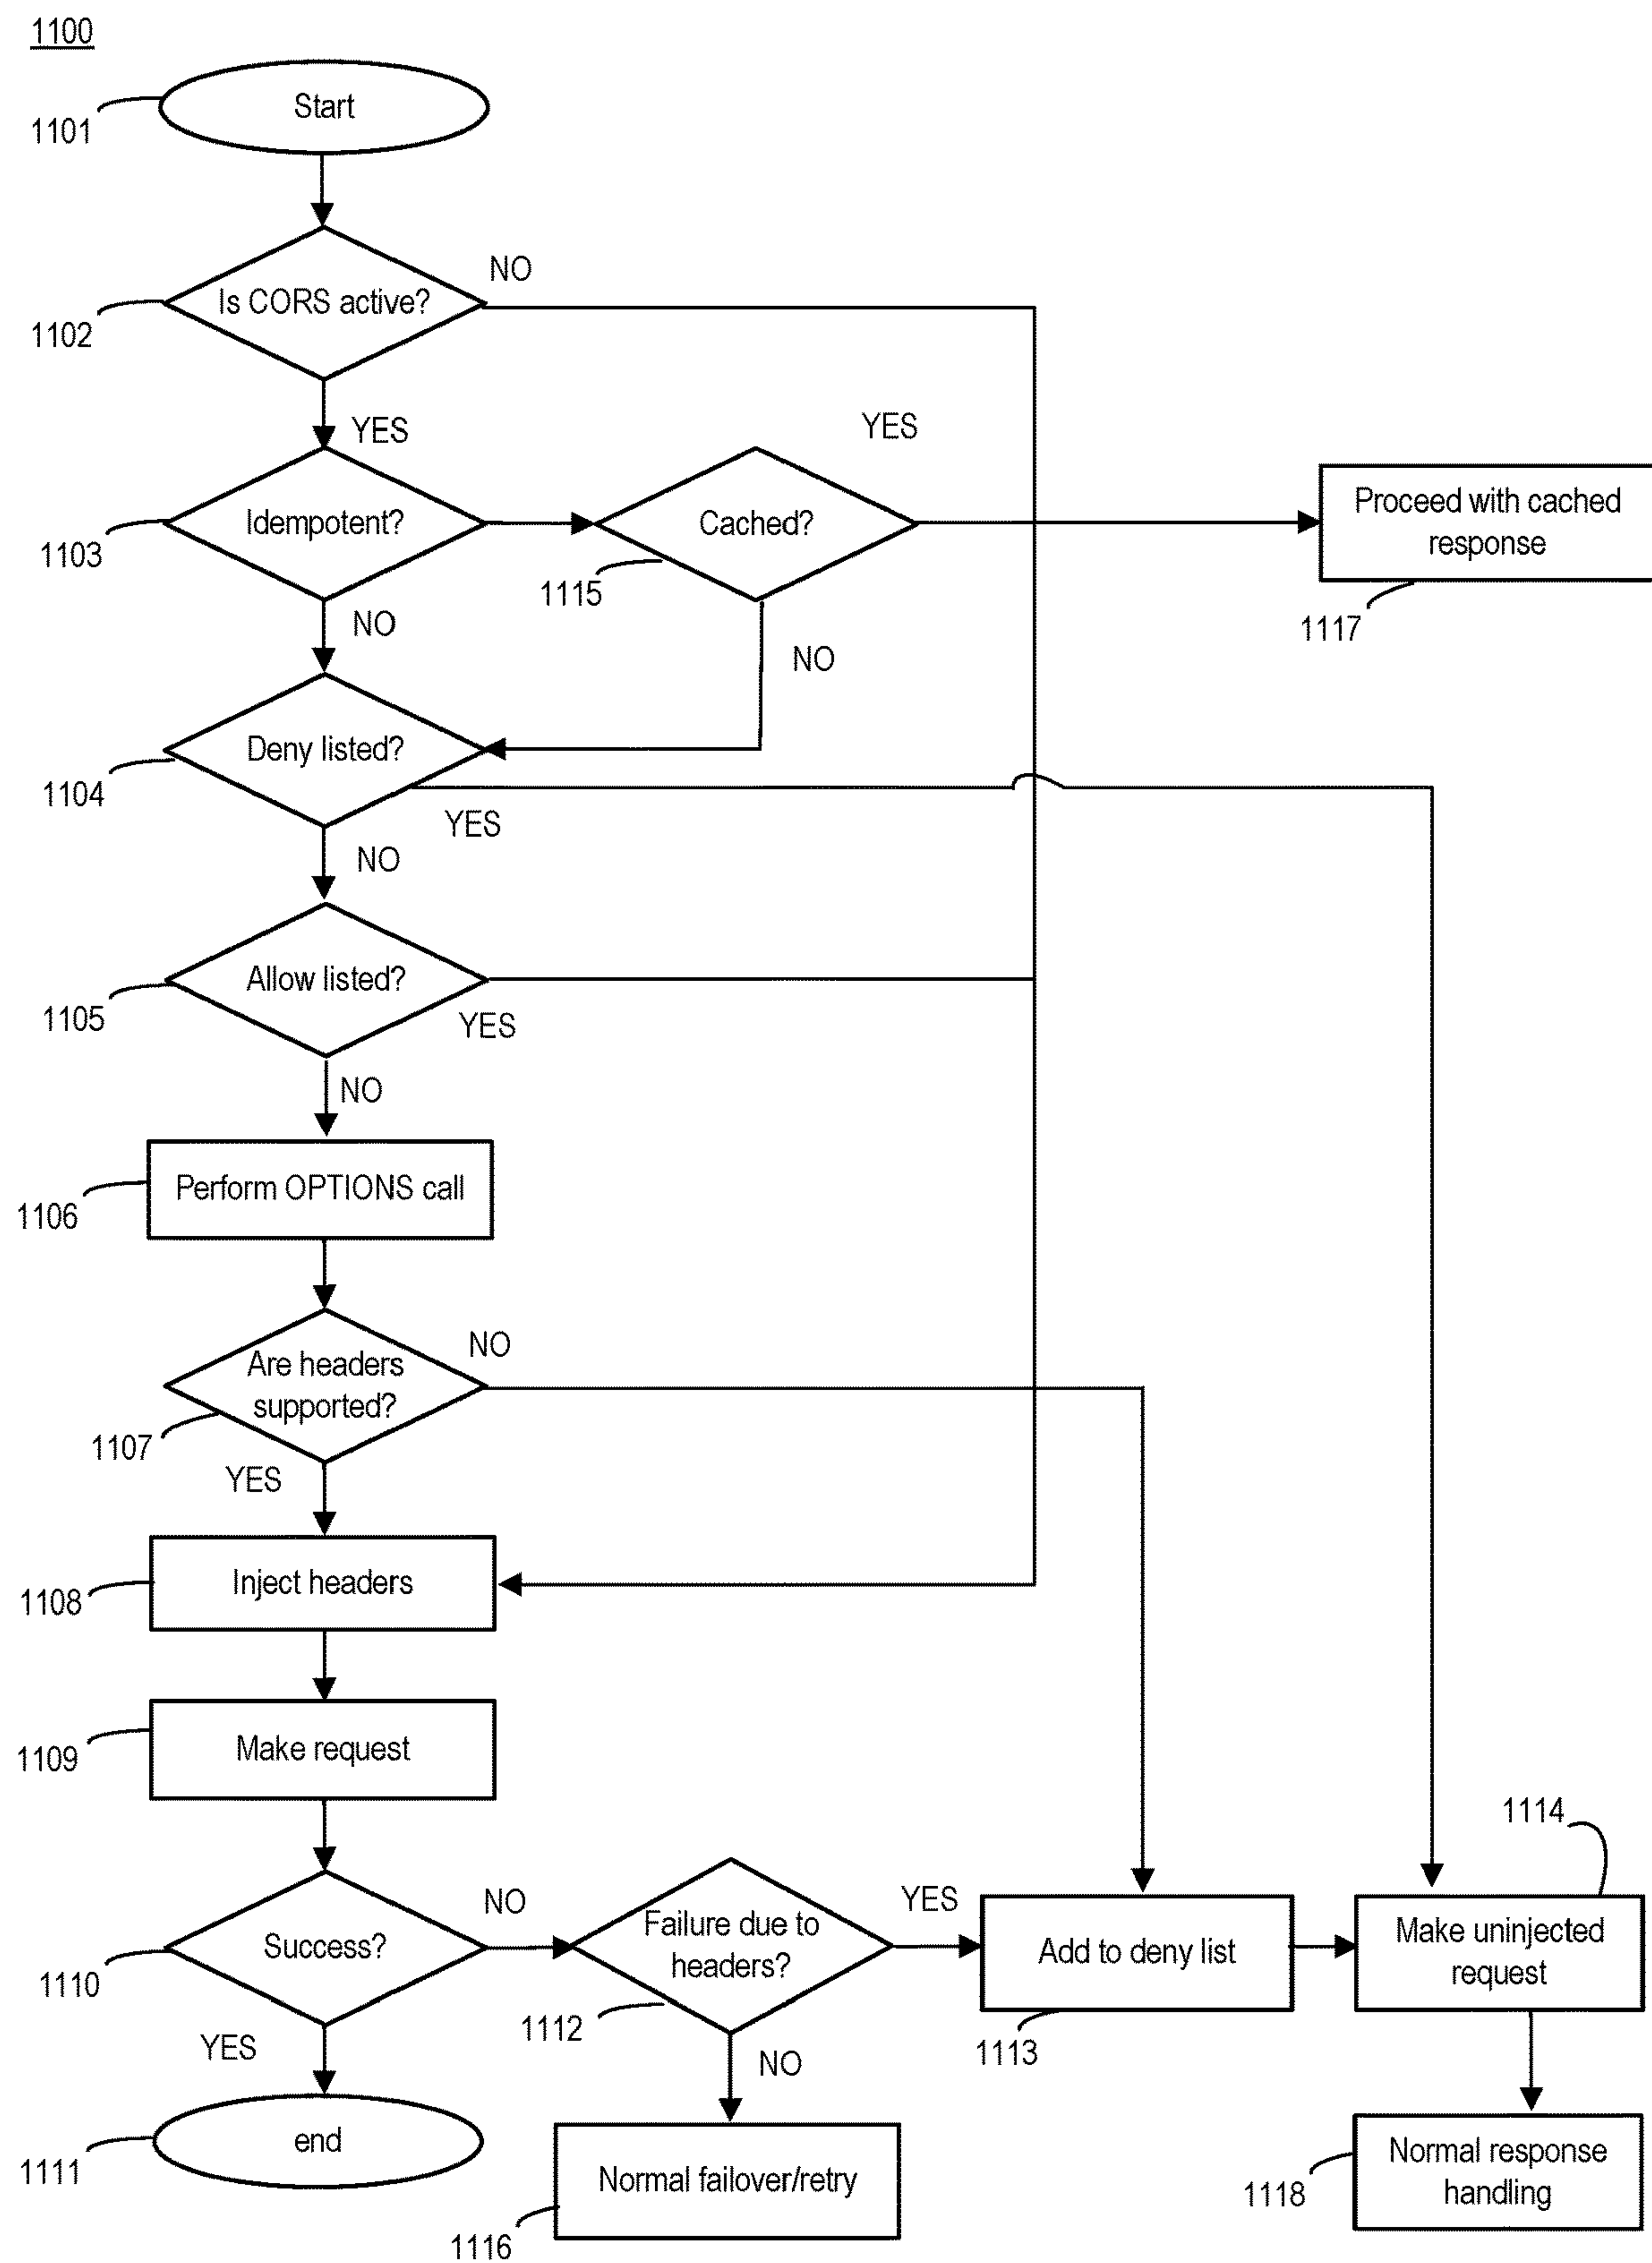 1100
Start
1101
NO
Is CORS active?
1102
YES
YES
Idempotent?
Cached?
Proceed with cached
response
1103
1115
1117
NO
NO
Deny listed?
1104
YES
NO
Allow listed?
1105
YES
NO
Perform OPTIONS call
1106
NO
Are headers
supported?
1107
YES
Inject headers
1108
Make request
1109
1114
NO
YES
Failure due to
headers?
Success?
Add to deny list
Make uninjected
request
1110
1112
1113
YES
NO
end
1111
Normal failover/retry
1116
Normal response
handling
1118